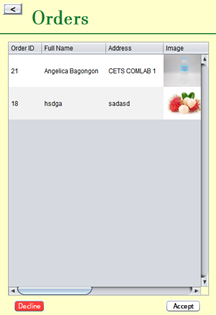 <
Orders
Order ID Full Name Address Image
21 Angelica Bagongon CETS COMLAB 1
18 hsdga sadasd
Decline Accept